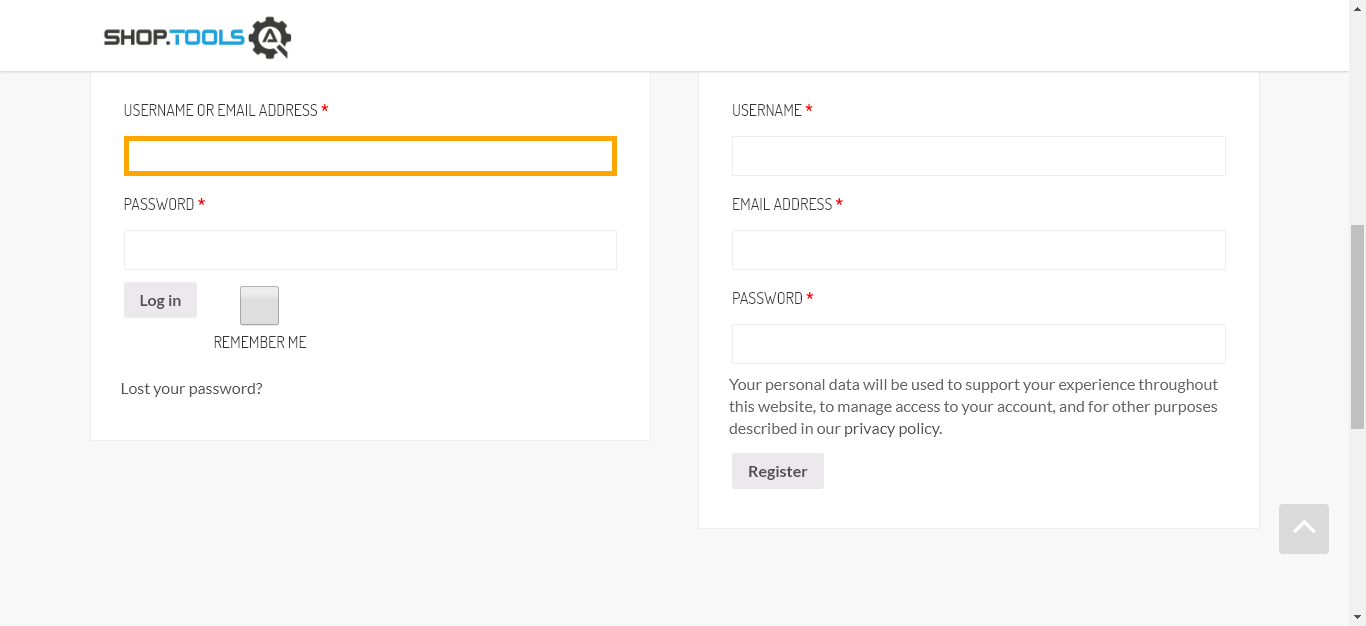 SHOP.TOOLS
USERNAME OR EMAIL ADDRESS *
PASSWORD *
Log in
REMEMBER ME
Lost your password?
USERNAME *
EMAIL ADDRESS *
PASSWORD *
Your personal data will be used to support your experience throughout
this website, to manage access to your account, and for other purposes
described in our privacy policy.
Register